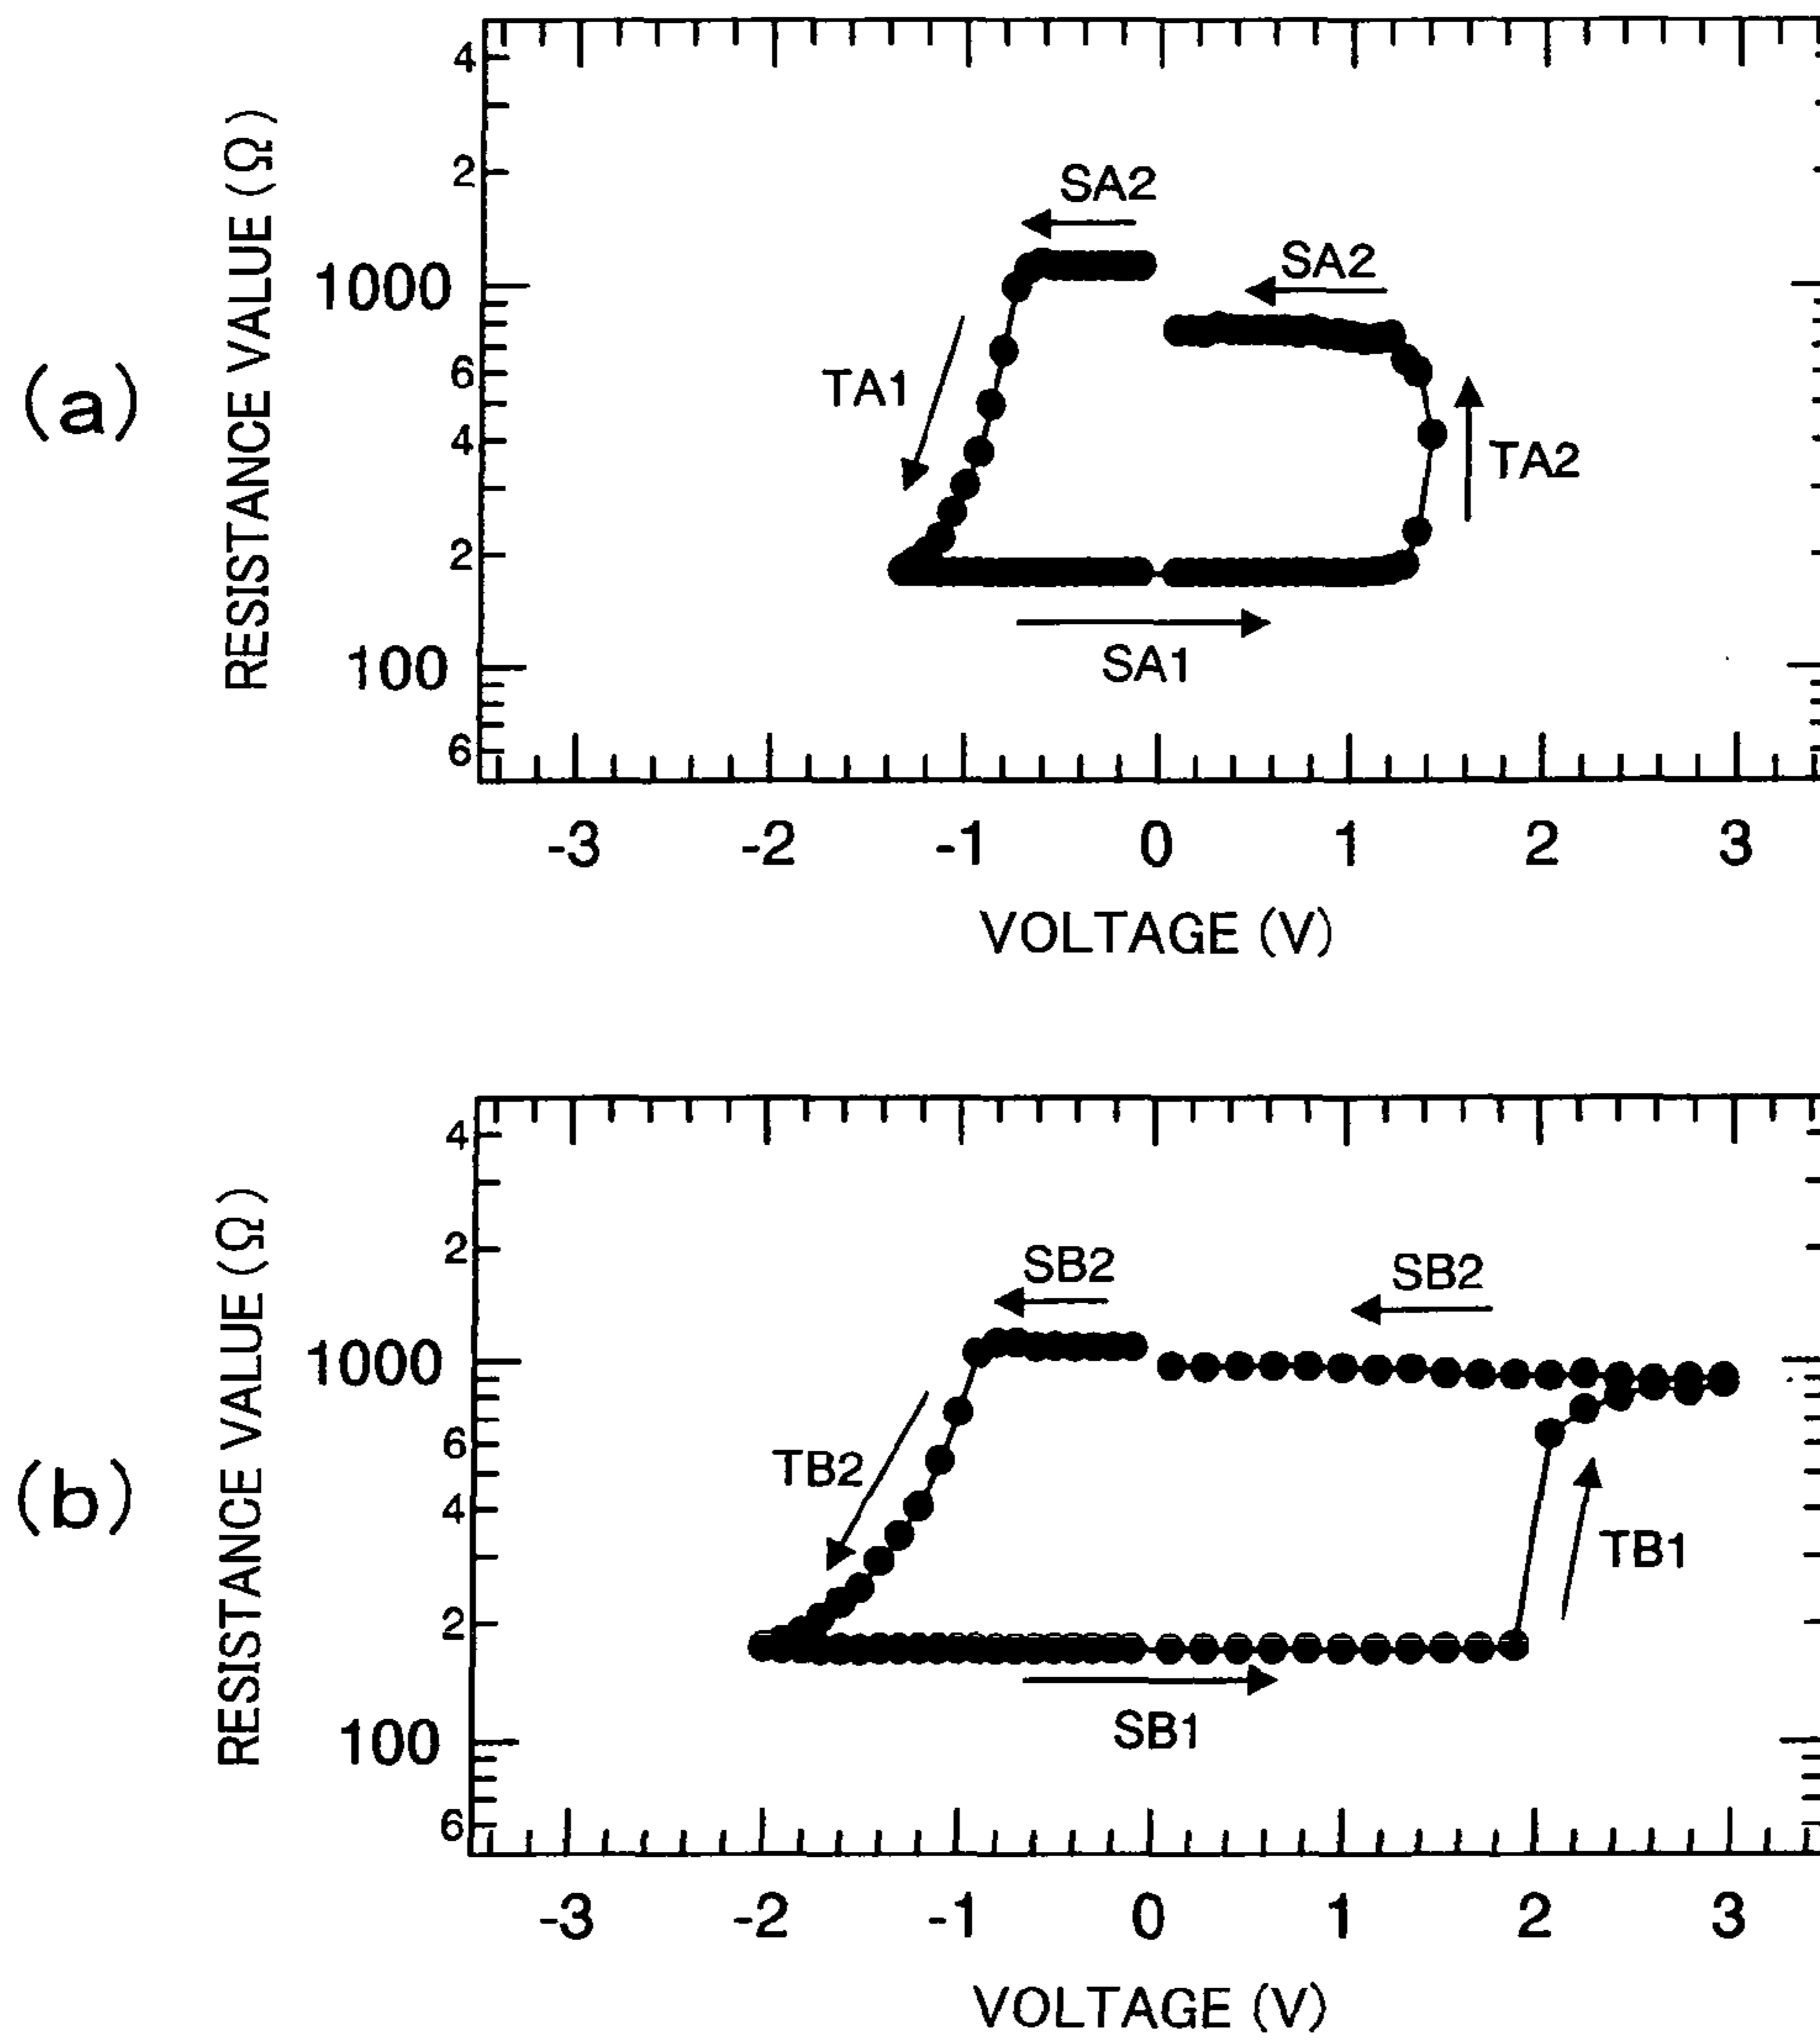 (a)
RESISTANCE VALUE (Ω)
4
2
1000
6
4
2
100
6
SA2
SA2
TA1
TA2
SA1
-3 -2 -1 0 1 2 3
VOLTAGE (V)
(b)
RESISTANCE VALUE (Ω)
4
2
1000
6
4
2
100
6
SB2
SB2
TB2
TB1
SB1
-3 -2 -1 0 1 2 3
VOLTAGE (V)